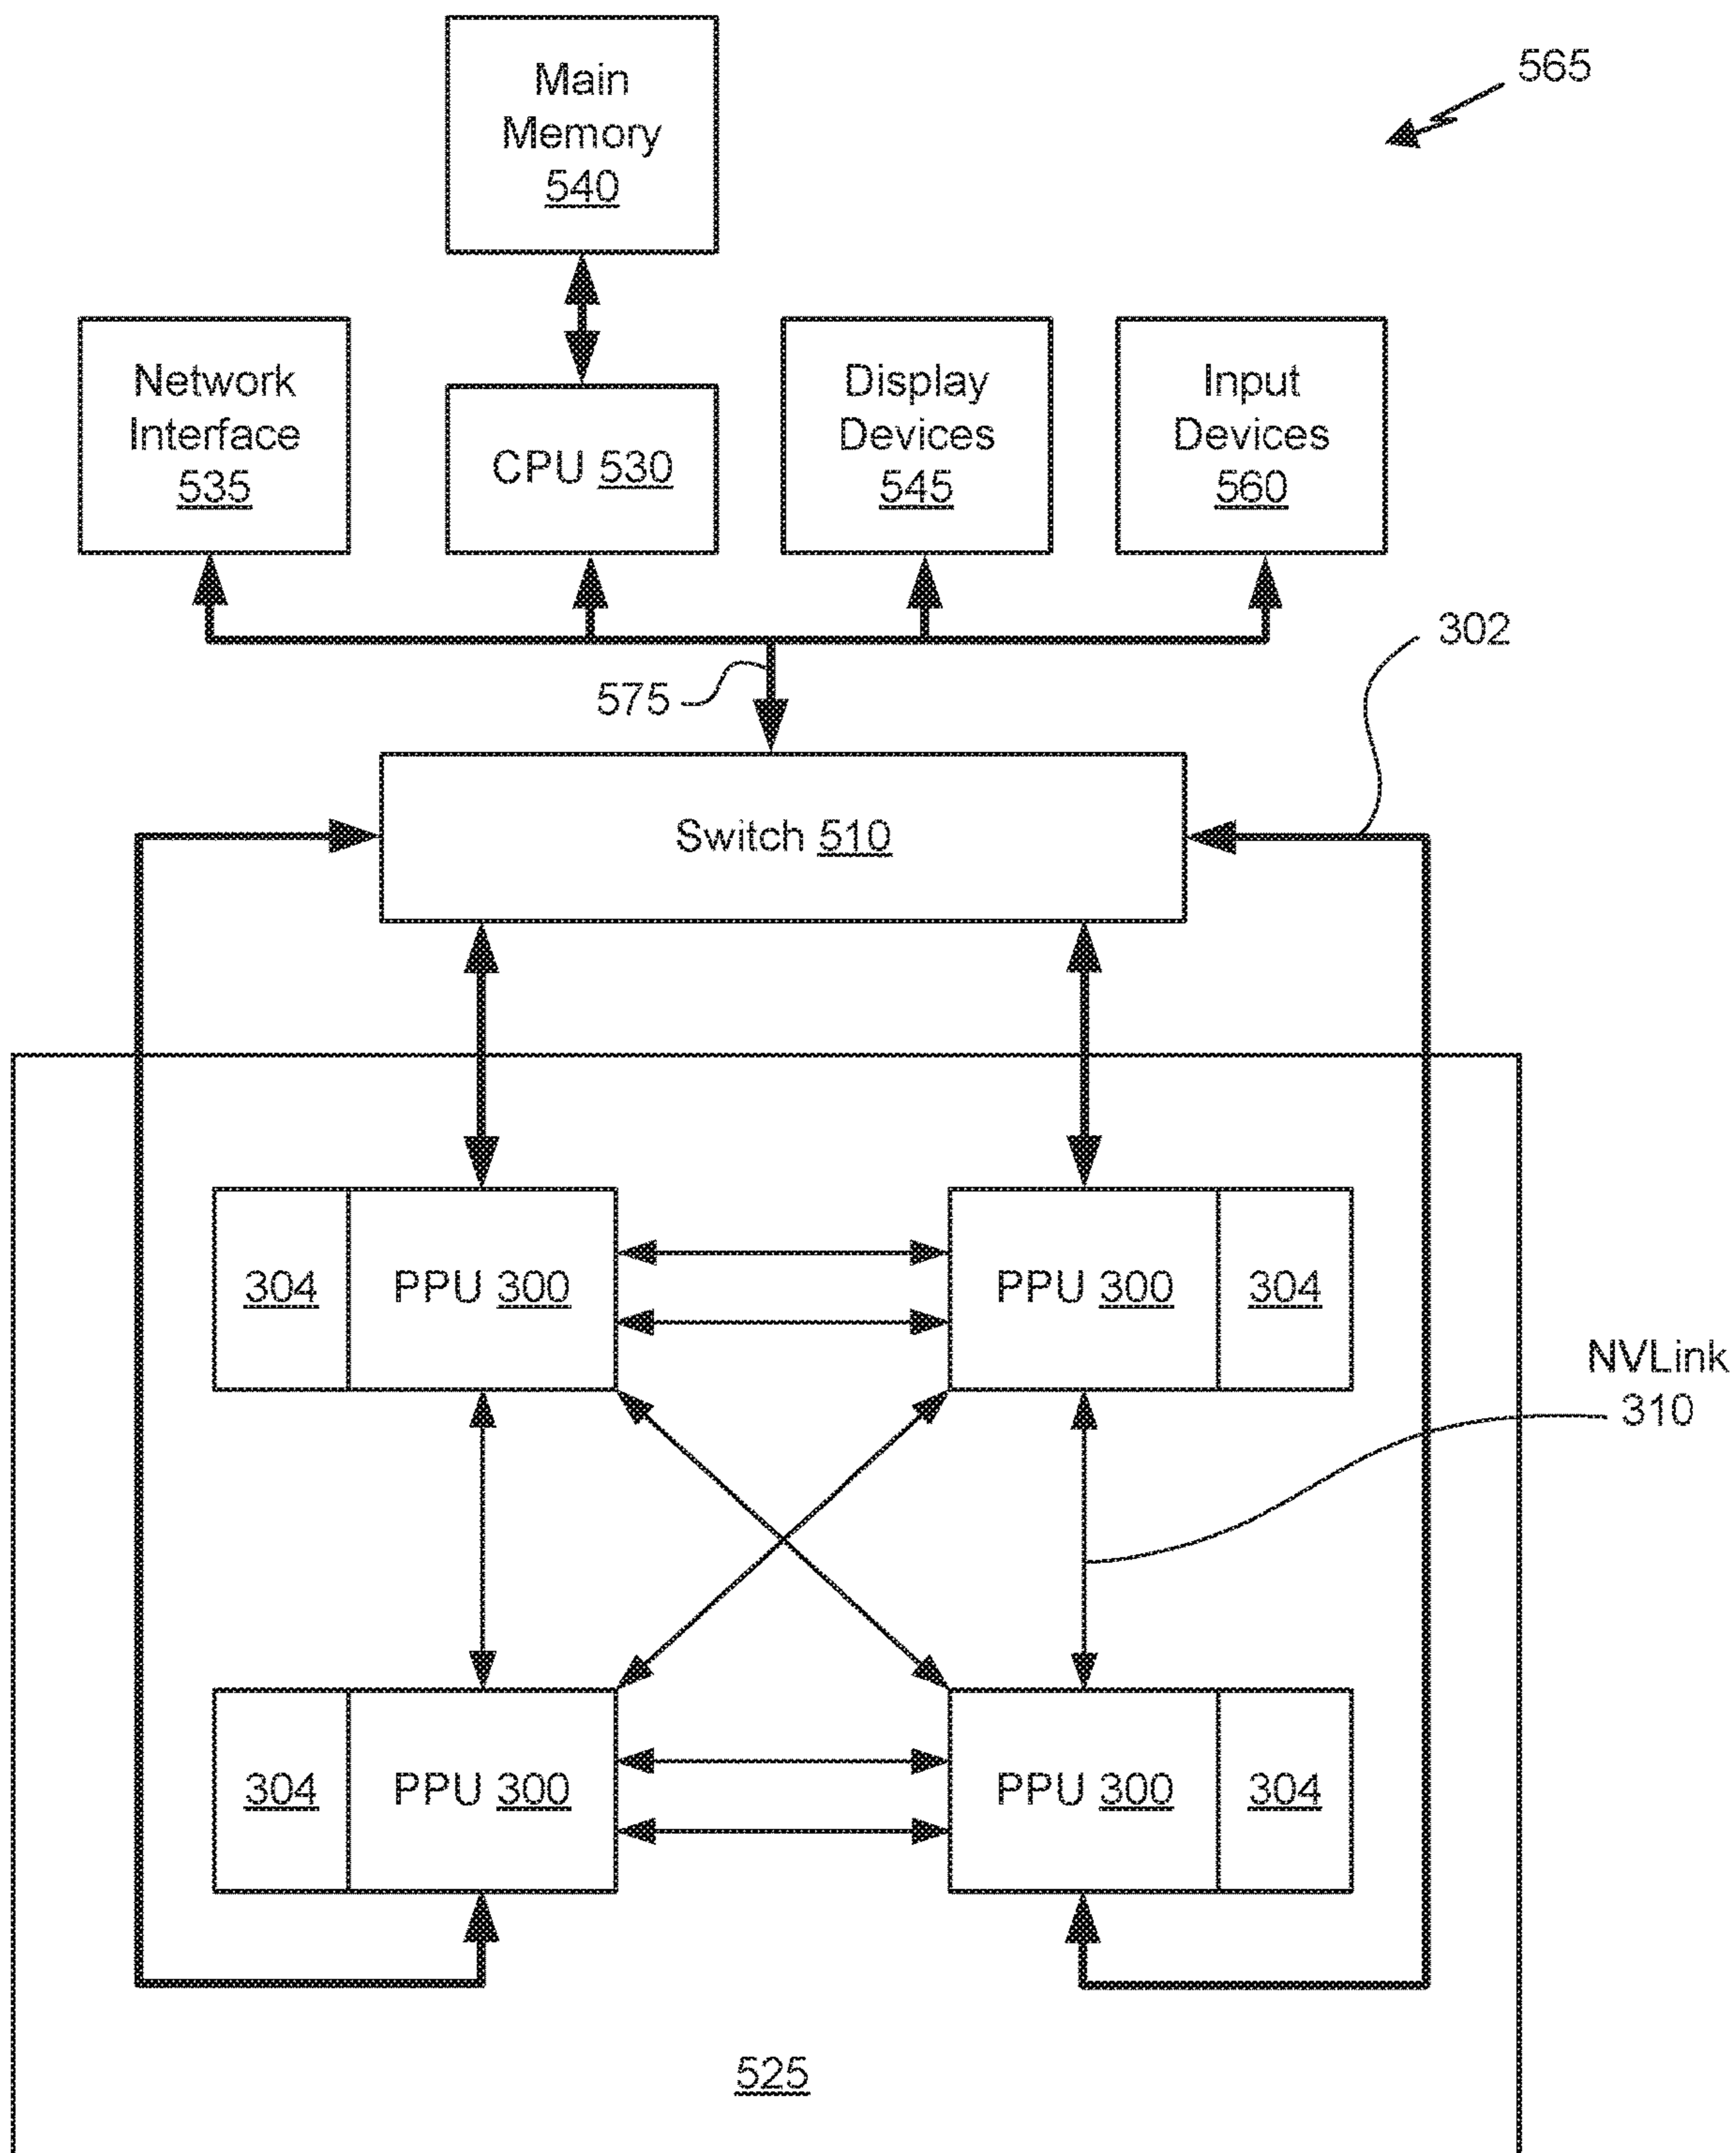 565
Main
Memory
540
Network
Interface
535
CPU 530
Display
Devices
545
Input
Devices
560
302
575
Switch 510
304
PPU 300
PPU 300
304
NVLink
310
304
PPU 300
PPU 300
304
525